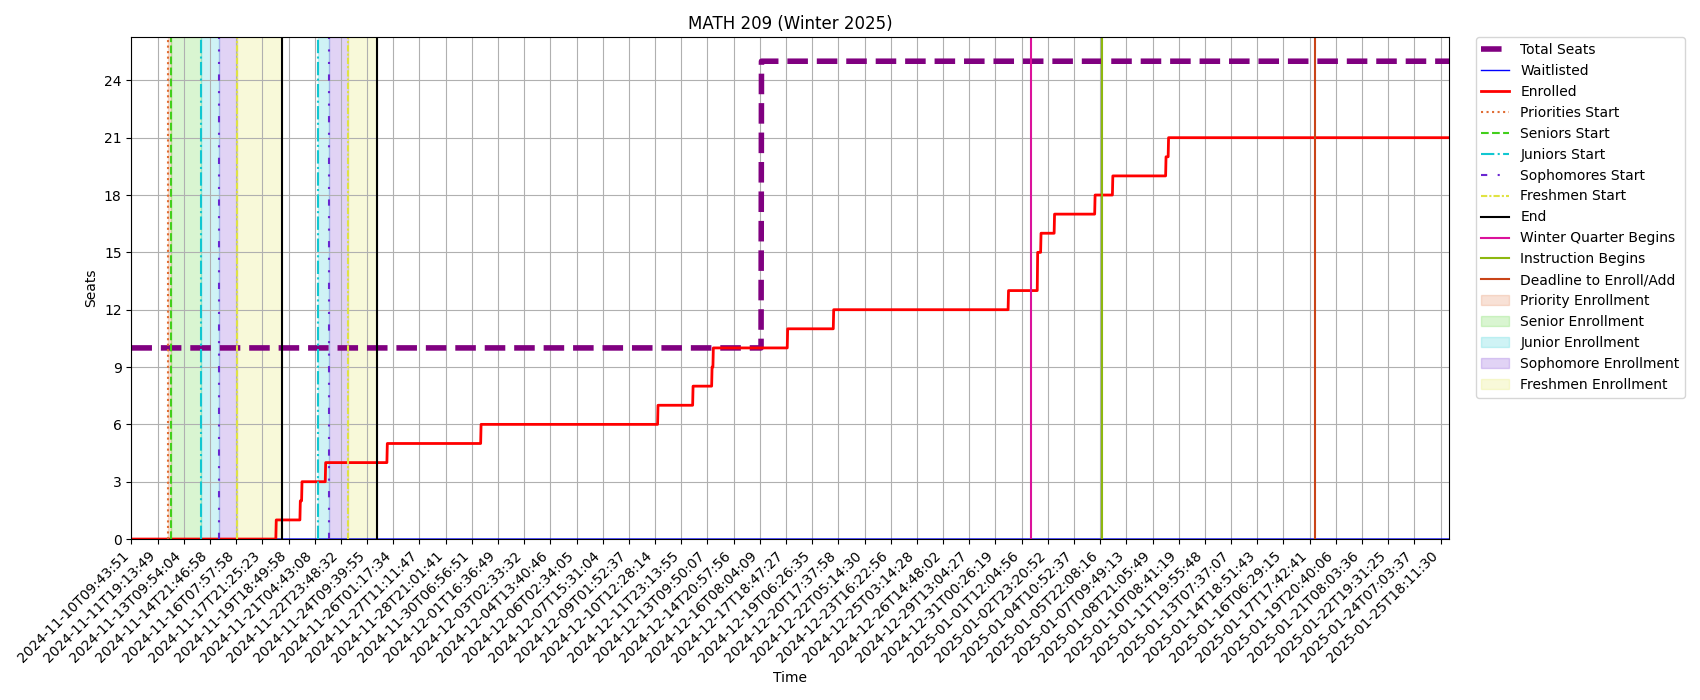 MATH 209 (Winter 2025)
24
21
18
15
12
9
6
3
0
Seats
2024-11-10T09:43:51
2024-11-11T19:13:49
2024-11-13T09:54:04
2024-11-14T21:46:58
2024-11-16T07:57:58
2024-11-17T21:25:23
2024-11-19T18:49:58
2024-11-21T04:43:08
2024-11-22T23:48:32
2024-11-24T09:39:55
2024-11-26T01:17:34
2024-11-27T11:11:47
2024-11-28T21:01:41
2024-11-30T06:56:51
2024-12-01T16:36:49
2024-12-03T02:33:32
2024-12-04T13:40:46
2024-12-06T02:34:05
2024-12-07T15:31:04
2024-12-09T01:52:37
2024-12-10T12:28:14
2024-12-11T23:13:55
2024-12-13T09:50:07
2024-12-14T20:57:56
2024-12-16T08:04:09
2024-12-17T18:47:27
2024-12-19T06:26:35
2024-12-20T17:37:58
2024-12-22T05:14:30
2024-12-23T16:22:56
2024-12-25T03:14:28
2024-12-26T14:48:02
2024-12-29T13:04:27
2024-12-31T00:26:19
2025-01-01T12:04:56
2025-01-02T23:20:52
2025-01-04T10:52:37
2025-01-05T22:08:16
2025-01-07T09:49:13
2025-01-08T21:05:49
2025-01-10T08:41:19
2025-01-11T19:55:48
2025-01-13T07:37:07
2025-01-14T18:51:43
2025-01-16T06:29:15
2025-01-17T17:42:41
2025-01-19T20:40:06
2025-01-21T08:03:36
2025-01-22T19:31:25
2025-01-24T07:03:37
2025-01-25T18:11:30
Time
Total Seats
Waitlisted
Enrolled
Priorities Start
Seniors Start
Juniors Start
Sophomores Start
Freshmen Start
End
Winter Quarter Begins
Instruction Begins
Deadline to Enroll/Add
Priority Enrollment
Senior Enrollment
Junior Enrollment
Sophomore Enrollment
Freshmen Enrollment